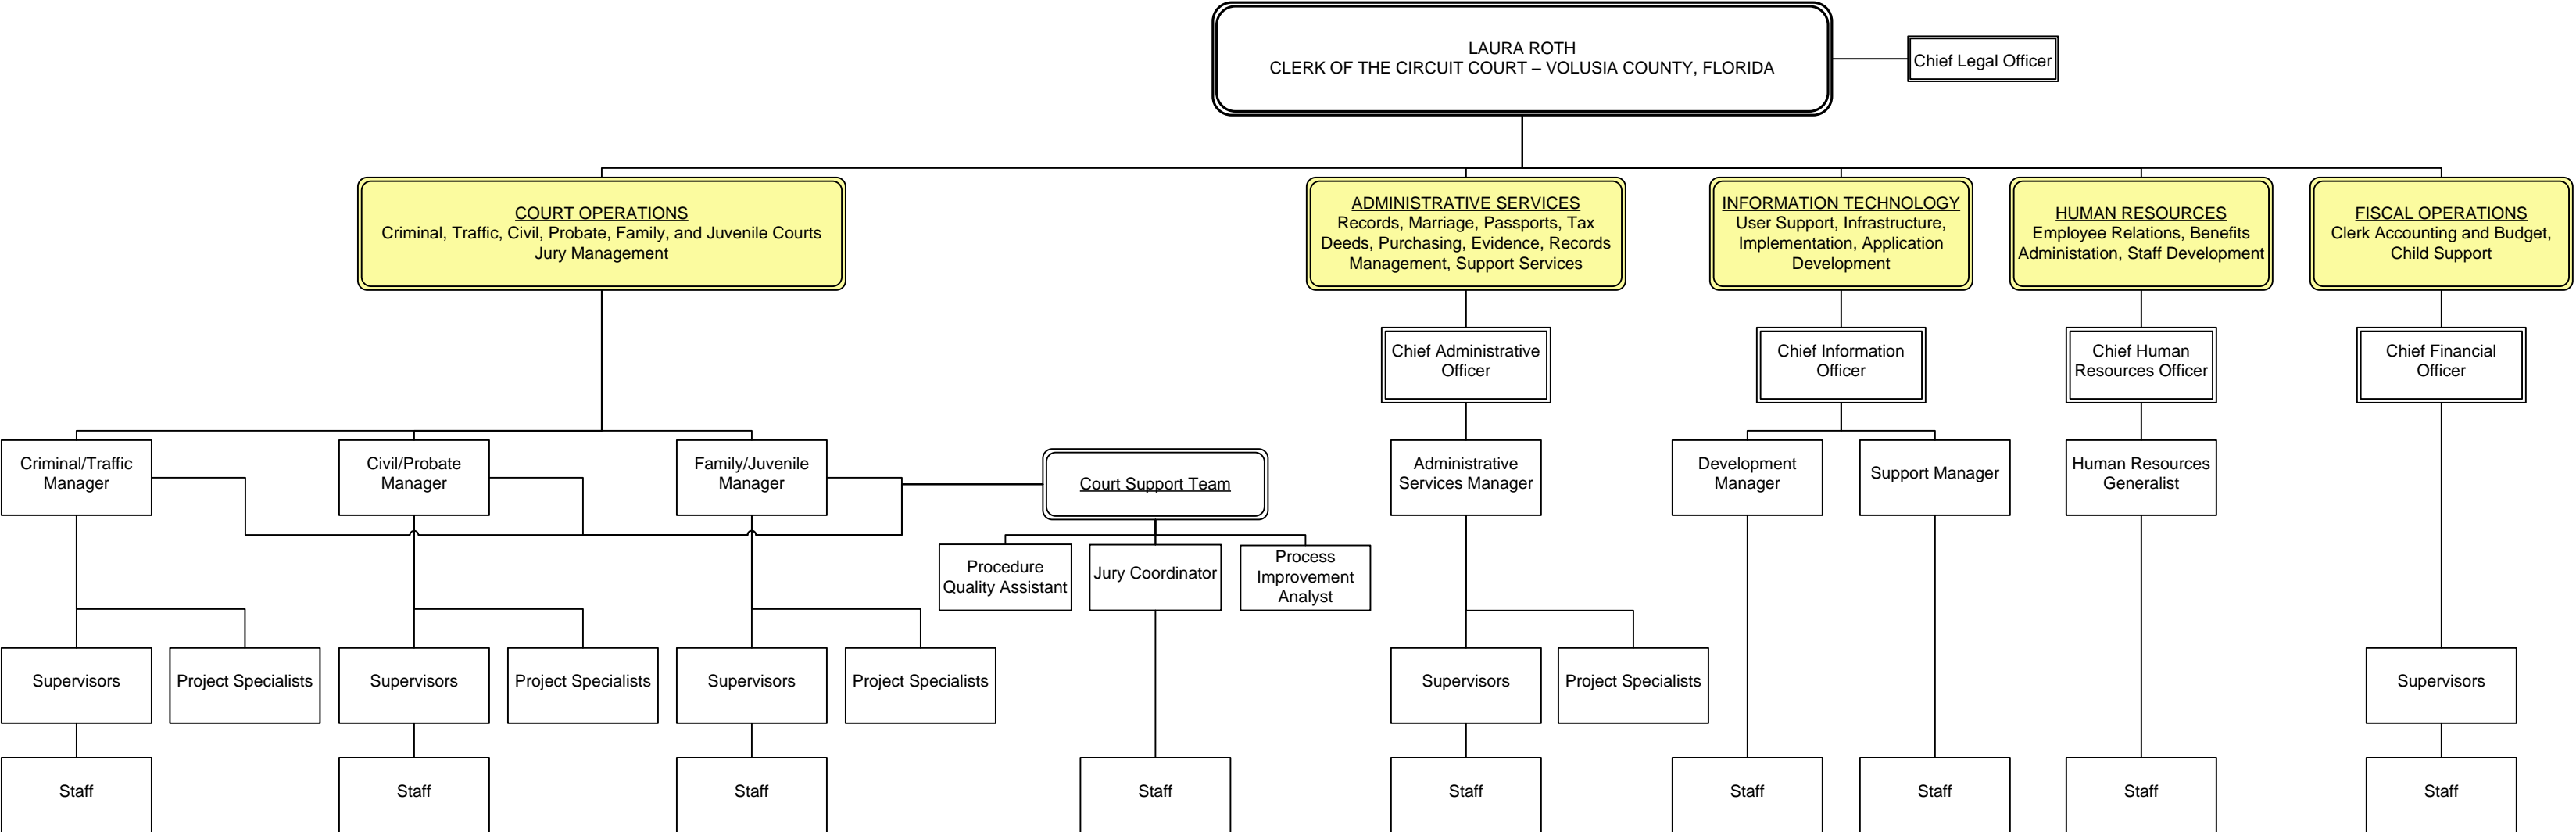 LAURA ROTH
CLERK OF THE CIRCUIT COURT – VOLUSIA COUNTY, FLORIDA
Chief Legal Officer
COURT OPERATIONS
Criminal, Traffic, Civil, Probate, Family, and Juvenile Courts
Jury Management
ADMINISTRATIVE SERVICES
Records, Marriage, Passports, Tax
Deeds, Purchasing, Evidence, Records
Management, Support Services
INFORMATION TECHNOLOGY
User Support, Infrastructure,
Implementation, Application
Development
HUMAN RESOURCES
Employee Relations, Benefits
Administation, Staff Development
FISCAL OPERATIONS
Clerk Accounting and Budget,
Child Support
Chief Administrative
Officer
Chief Information
Officer
Chief Human
Resources Officer
Chief Financial
Officer
Criminal/Traffic
Manager
Civil/Probate
Manager
Family/Juvenile
Manager
Court Support Team
Administrative
Services Manager
Development
Manager
Support Manager
Human Resources
Generalist
Procedure
Quality Assistant
Jury Coordinator
Process
Improvement
Analyst
Supervisors
Project Specialists
Supervisors
Project Specialists
Supervisors
Project Specialists
Supervisors
Project Specialists
Supervisors
Staff
Staff
Staff
Staff
Staff
Staff
Staff
Staff
Staff